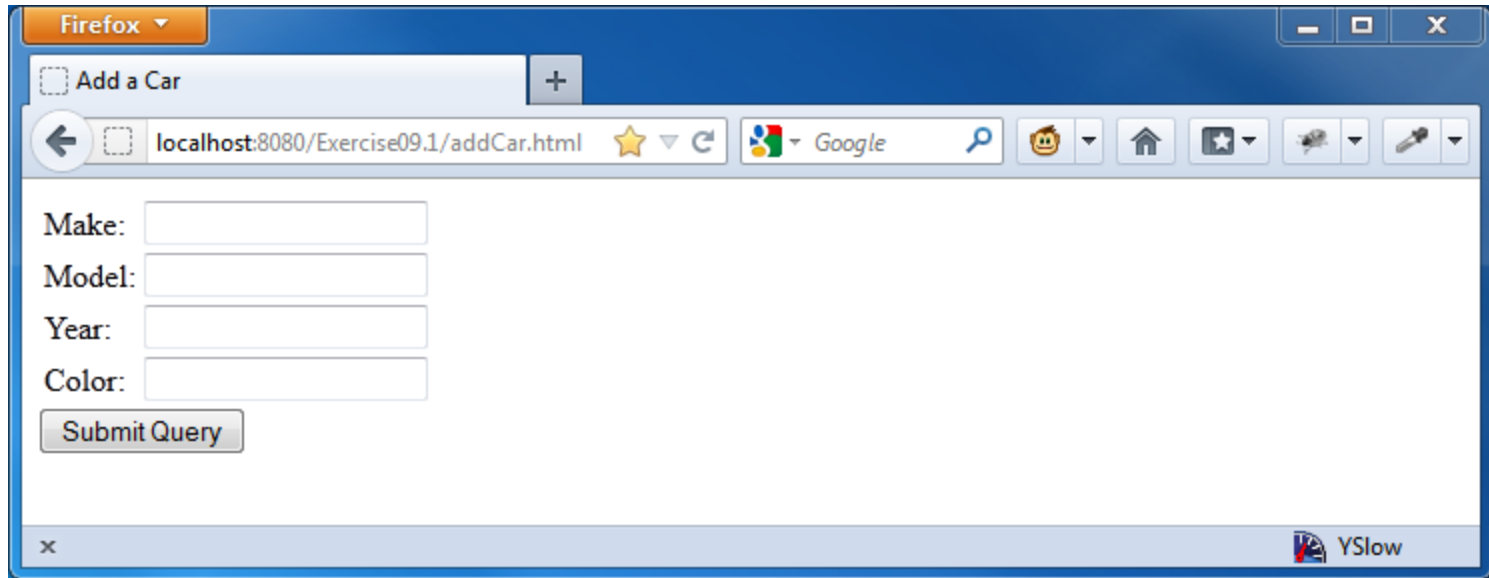 Firefox
Add a Car
localhost:8080/Exercise09.1/addCar.html Google
Make:
Model:
Year:
Color:
Submit Query
YSlow